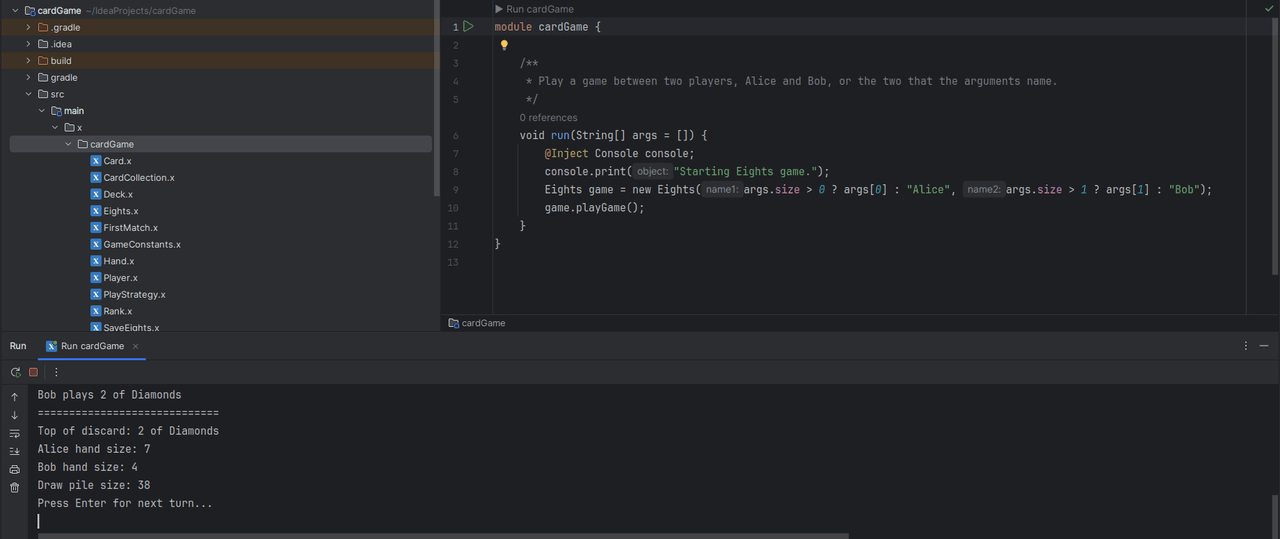 cardGame ~/IdeaProjects/cardGame
.gradle
.idea
build
gradle
src
main
x
cardGame
Card.x
CardCollection.x
Deck.x
Eights.x
FirstMatch.x
GameConstants.x
Hand.x
Player.x
PlayStrategy.x
Rank.x
SaveEights.x
Run cardGame
1 module cardGame {
2
3 /**
4 * Play a game between two players, Alice and Bob, or the two that the arguments name.
5 */
0 references
6 void run(String[] args = []) {
7 @Inject Console console;
8 console.print( object: "Starting Eights game.");
9 Eights game = new Eights( name1: args.size > 0 ? args[0] : "Alice", name2: args.size > 1 ? args[1] : "Bob");
10 game.playGame();
11 }
12 }
13
cardGame
Run Run cardGame
Bob plays 2 of Diamonds
=============================
Top of discard: 2 of Diamonds
Alice hand size: 7
Bob hand size: 4
Draw pile size: 38
Press Enter for next turn...